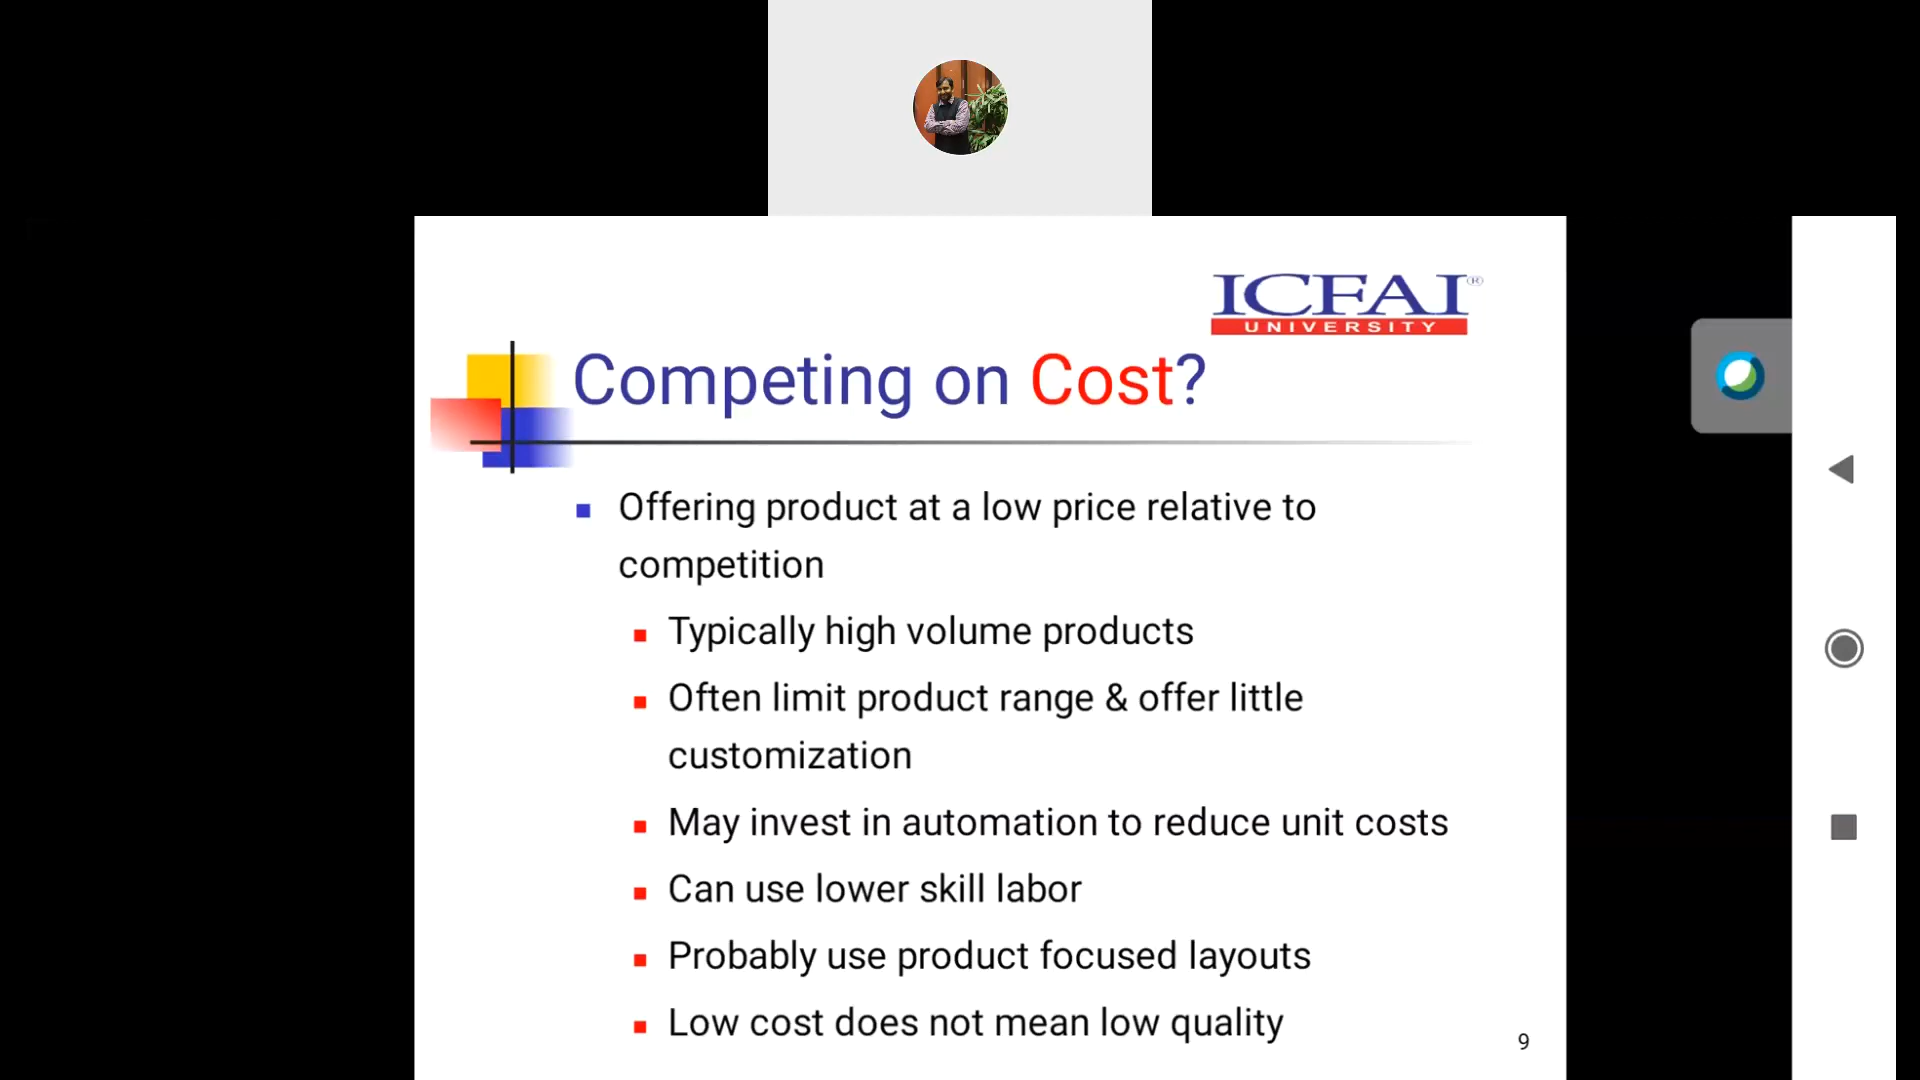 ICFAI®
UNIVERSITY
Competing on Cost?
Offering product at a low price relative to
competition
Typically high volume products
Often limit product range & offer little
customization
May invest in automation to reduce unit costs
Can use lower skill labor
Probably use product focused layouts
Low cost does not mean low quality
9